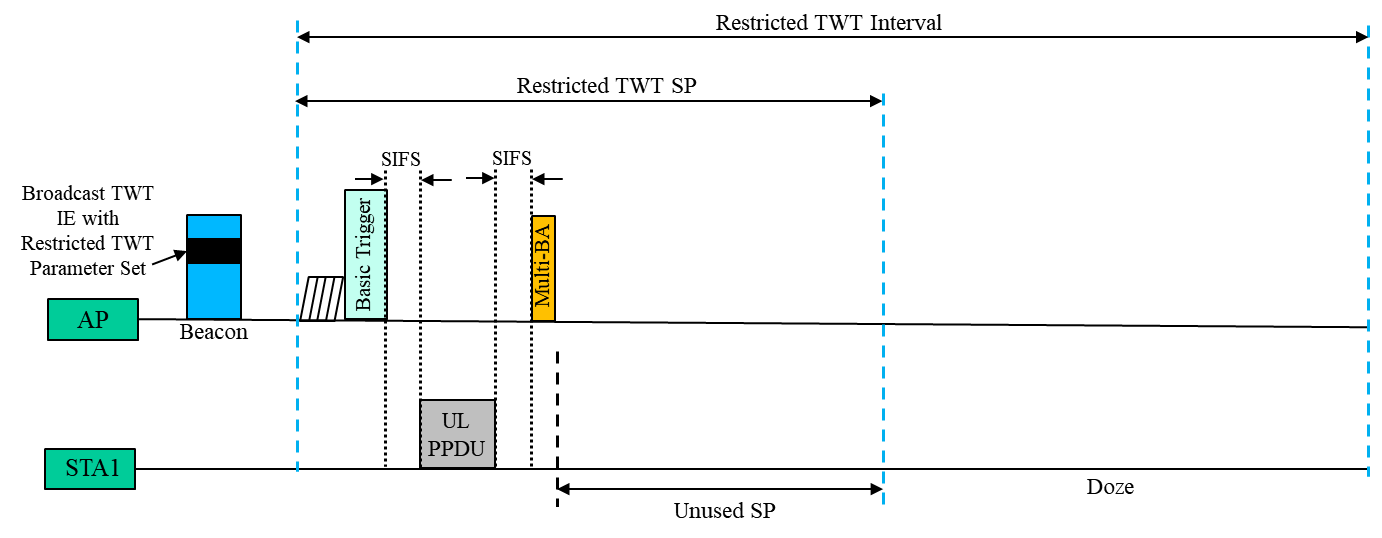 Restricted TWT Interval
Restricted TWT SP
SIFS
SIFS
Broadcast TWT
IE with
Restricted TWT
Parameter Set
Basic Trigger
Multi-BA
AP
Beacon
UL
PPDU
STA1
Doze
Unused SP